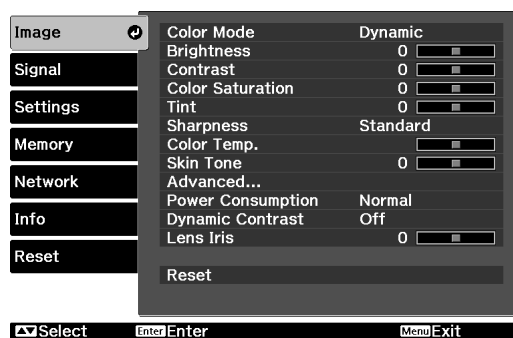 Image
Signal
Settings
Memory
Network
Info
Reset
Color Mode Dynamic
Brightness 0
Contrast 0
Color Saturation 0
Tint 0
Sharpness Standard
Color Temp.
Skin Tone 0
Advanced...
Power Consumption Normal
Dynamic Contrast Off
Lens Iris 0
Reset
Select Enter Enter Menu Exit